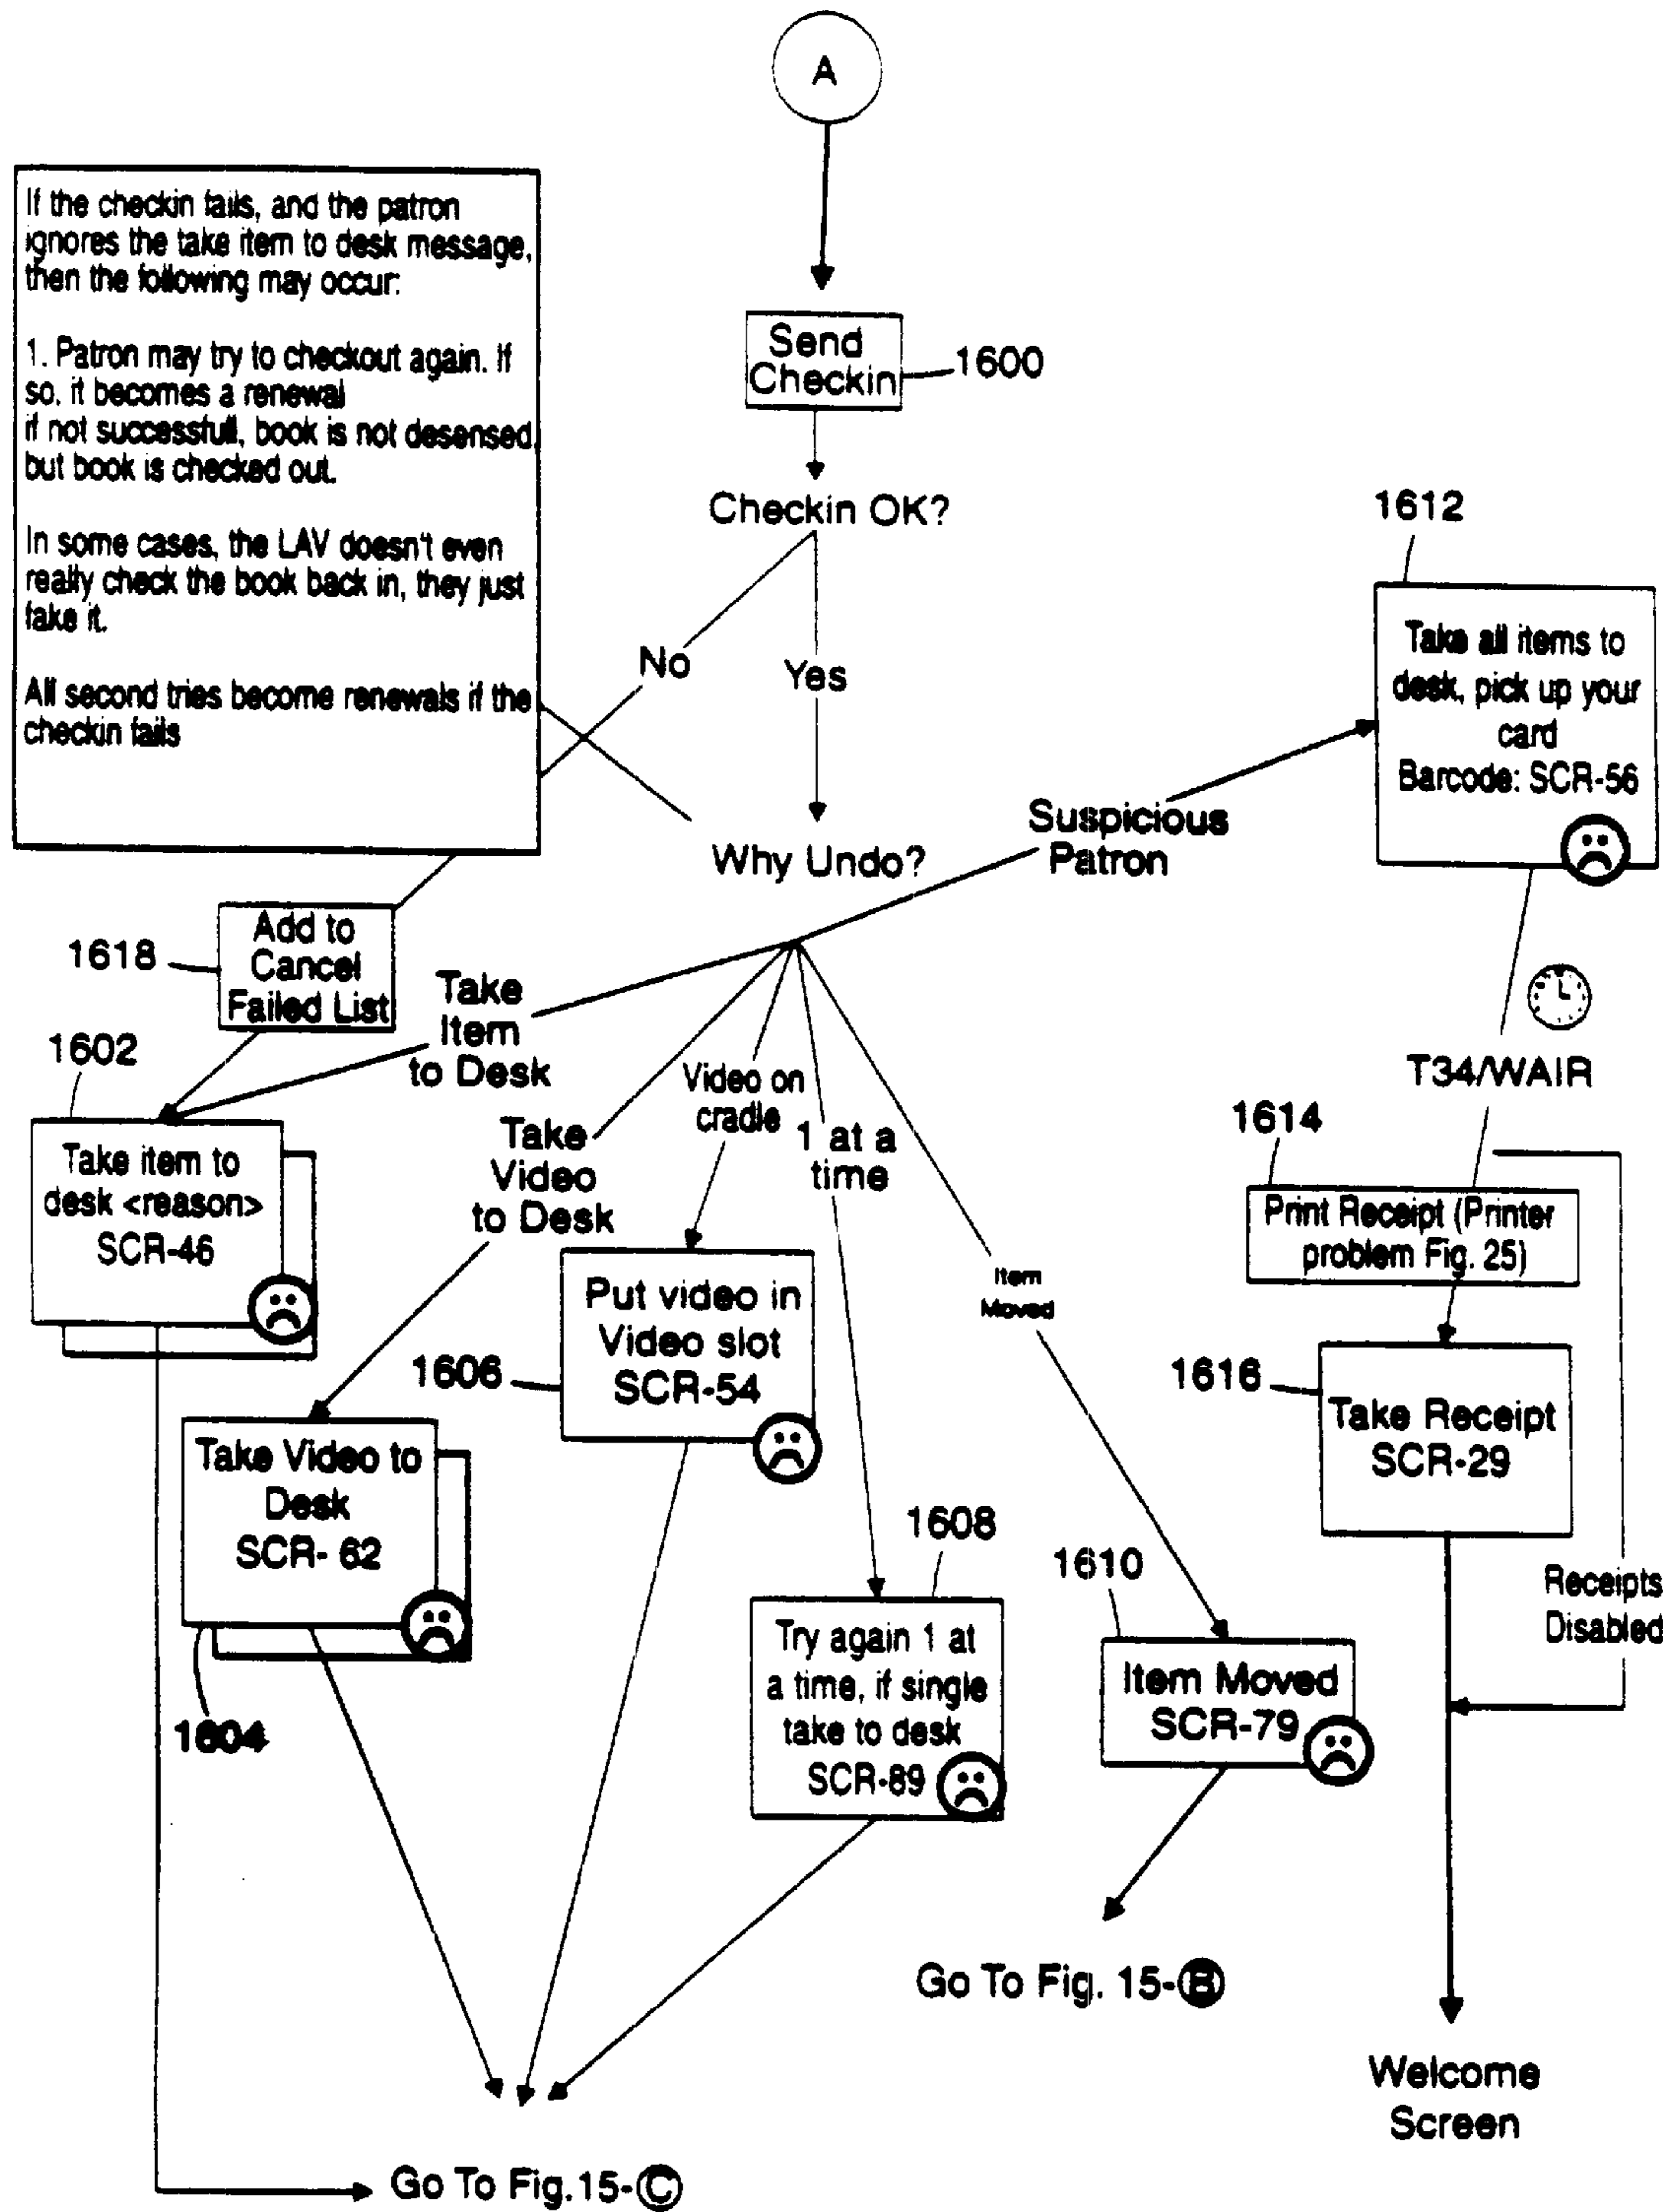 A
If the checkin fails, and the patron
ignores the take item to desk message,
then the following may occur:
1. Patron may try to checkout again. If
so, it becomes a renewal
if not successfull, book is not desensed,
but book is checked out.
In some cases, the LAV doesn't even
really check the book back in, they just
fake it.
All second tries become renewals if the
checkin fails
Send
Checkin
1600
Checkin OK?
No
Yes
Why Undo?
Suspicious
Patron
1612
Take all items to
desk, pick up your
card
Barcode: SCR-56
1618
Add to
Cancel
Failed List
Take
Item
to Desk
1602
Take item to
desk <reason>
SCR-46
Take
Video
to Desk
Video on
cradle
1 at a
time
Item
Moved
T34/WAIR
1614
Print Receipt (Printer
problem Fig. 25)
1606
Put video in
Video slot
SCR-54
1616
Take Receipt
SCR-29
Take Video to
Desk
SCR- 62
1604
1608
Try again 1 at
a time, if single
take to desk
SCR-89
1610
Item Moved
SCR-79
Receipts
Disabled
Go To Fig. 15-B
Welcome
Screen
Go To Fig.15-C